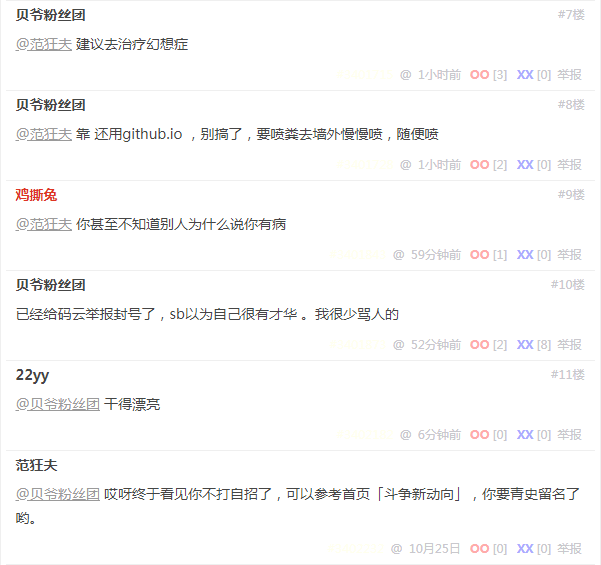 贝爷粉丝团 #7楼
@范狂夫 建议去治疗幻想症
@ 1小时前 OO [3] XX [0] 举报
贝爷粉丝团 #8楼
@范狂夫 靠 还用github.io ，别搞了，要喷粪去墙外慢慢喷，随便喷
@ 1小时前 OO [2] XX [0] 举报
鸡撕兔 #9楼
@范狂夫 你甚至不知道别人为什么说你有病
@ 59分钟前 OO [1] XX [0] 举报
贝爷粉丝团 #10楼
已经给码云举报封号了，sb以为自己很有才华 。我很少骂人的
@ 52分钟前 OO [2] XX [8] 举报
22yy #11楼
@贝爷粉丝团 干得漂亮
@ 6分钟前 OO [0] XX [0] 举报
范狂夫
@贝爷粉丝团 哎呀终于看见你不打自招了，可以参考首页「斗争新动向」，你要青史留名了
哟。
@ 10月25日 OO [0] XX [0] 举报